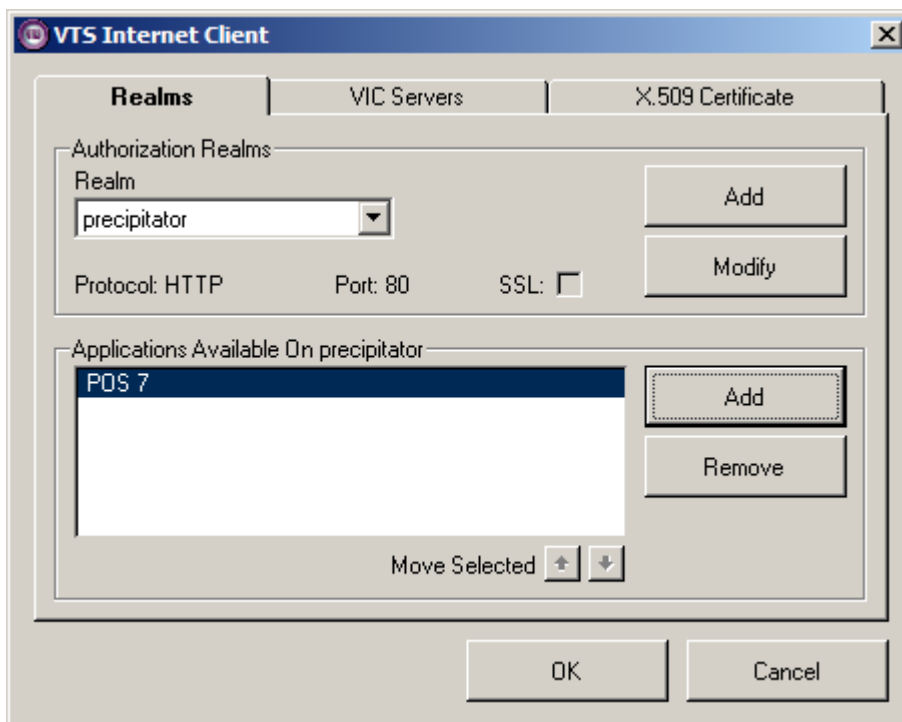 VTS Internet Client
Realms VIC Servers X.509 Certificate
Authorization Realms
Realm
Add
precipitator
Modify
Protocol: HTTP Port: 80 SSL:
Applications Available On precipitator
POS 7
Add
Remove
Move Selected
OK Cancel